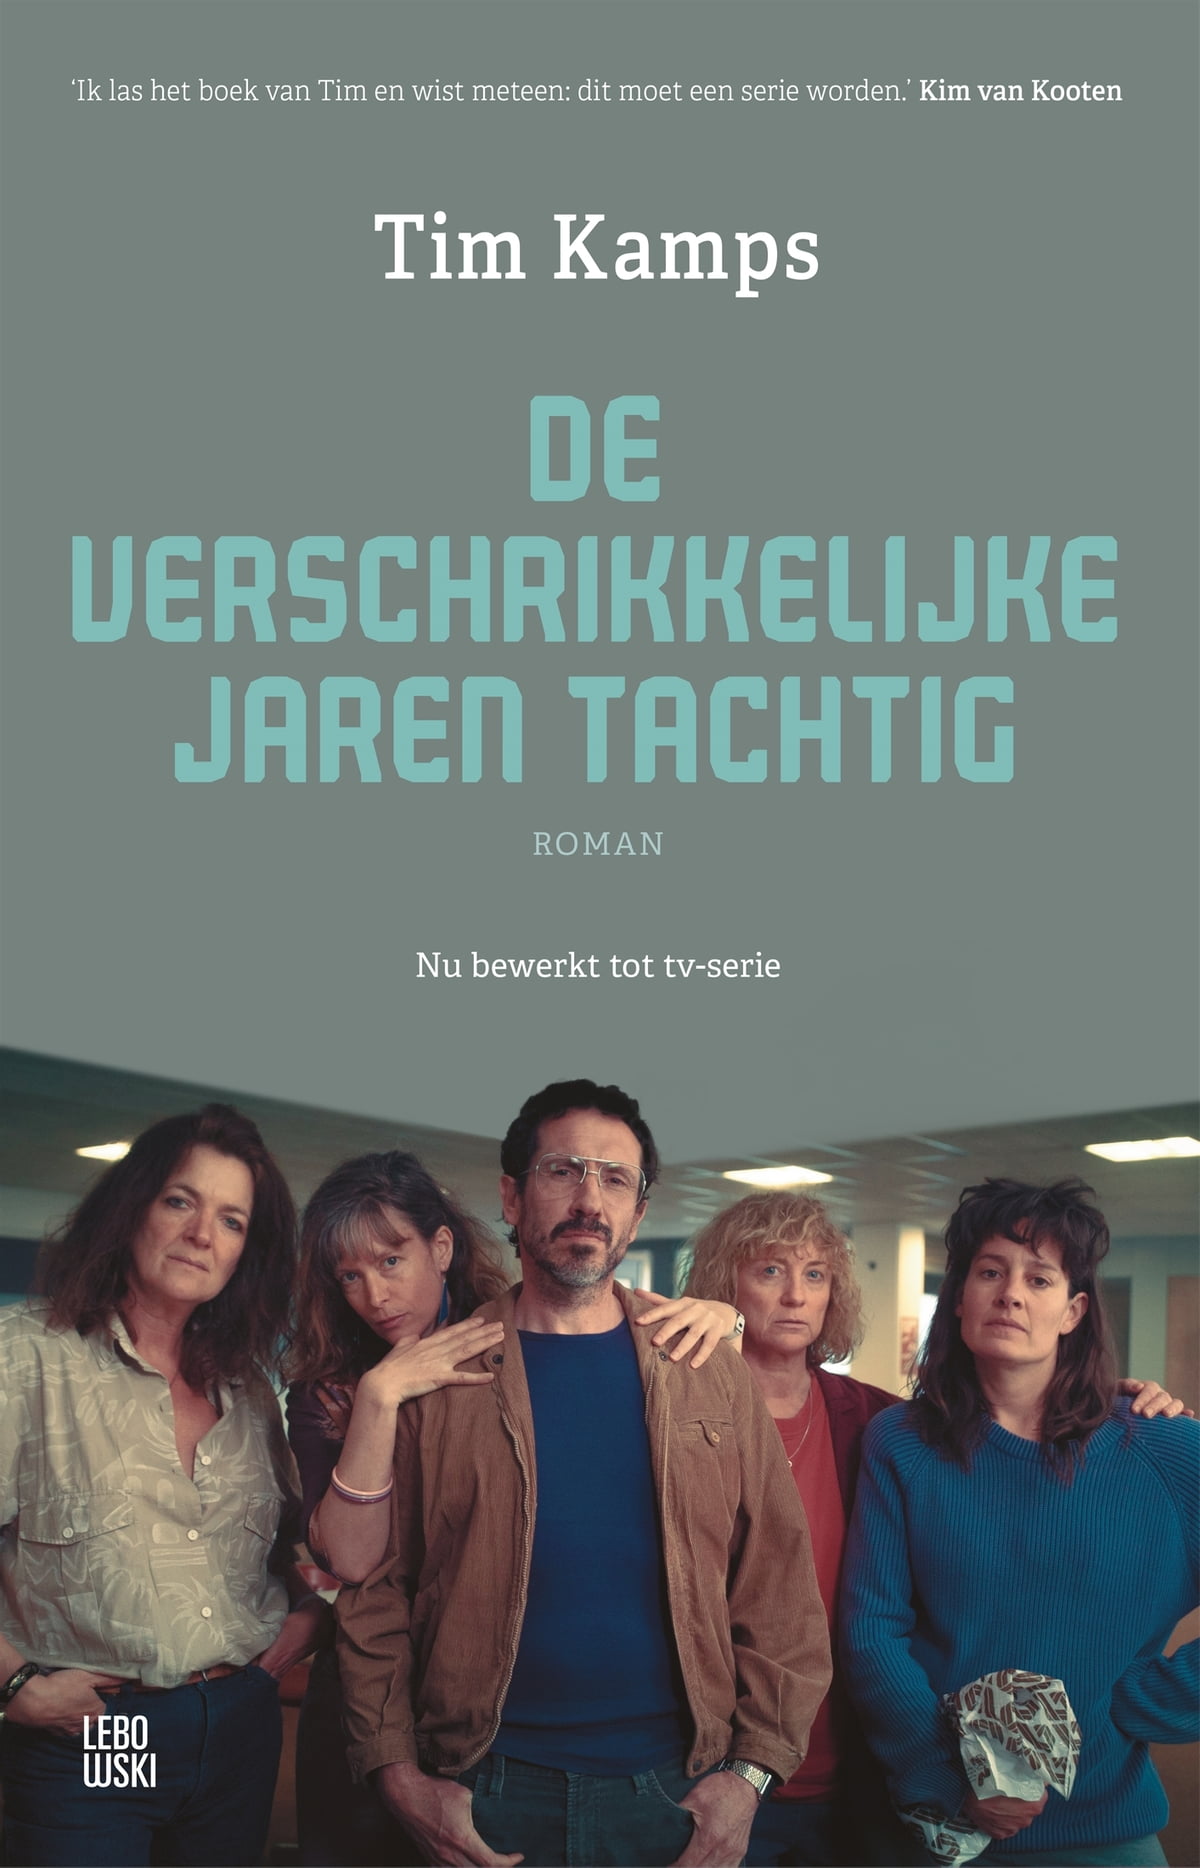 ‘Ik las het boek van Tim en wist meteen: dit moet een serie worden.’ Kim van Kooten
Tim Kamps
DE
VERSCHRIKKELIJKE
JAREN TACHTIG
ROMAN
Nu bewerkt tot tv-serie
LEBO
WSKI